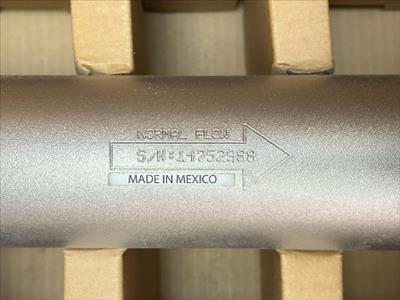 NORMAL FLOW
S/N:14752988
MADE IN MEXICO